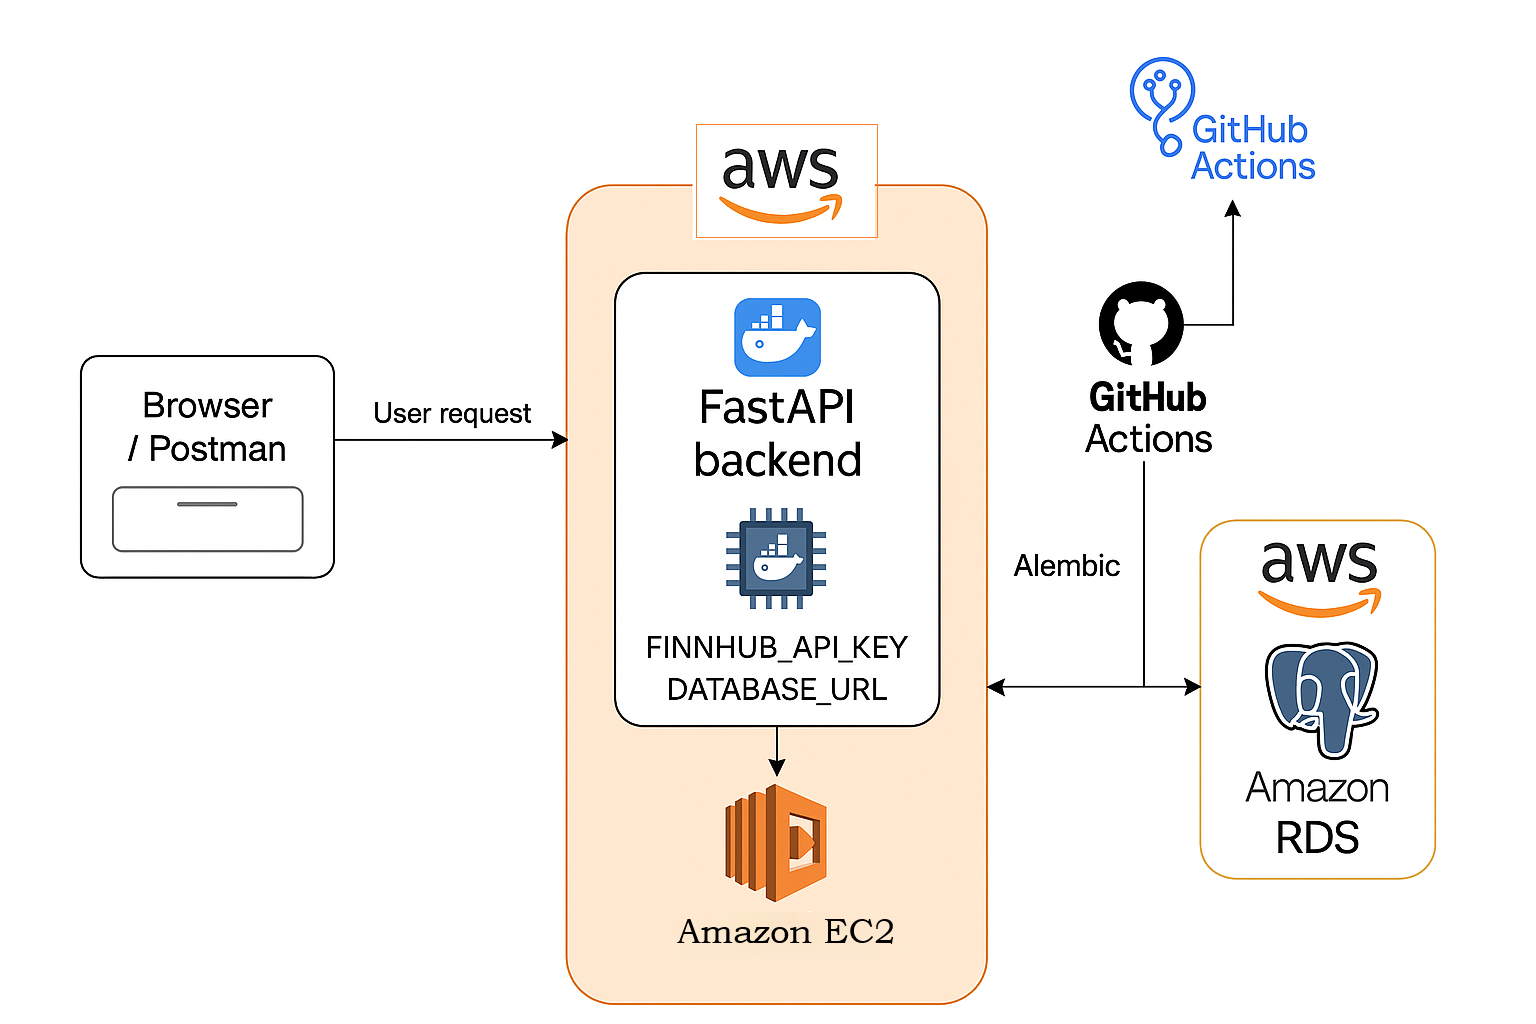 Browser
/ Postman
User request
aws
FastAPI
backend
FINNHUB_API_KEY
DATABASE_URL
Amazon EC2
GitHub
Actions
GitHub
Actions
Alembic
aws
Amazon
RDS